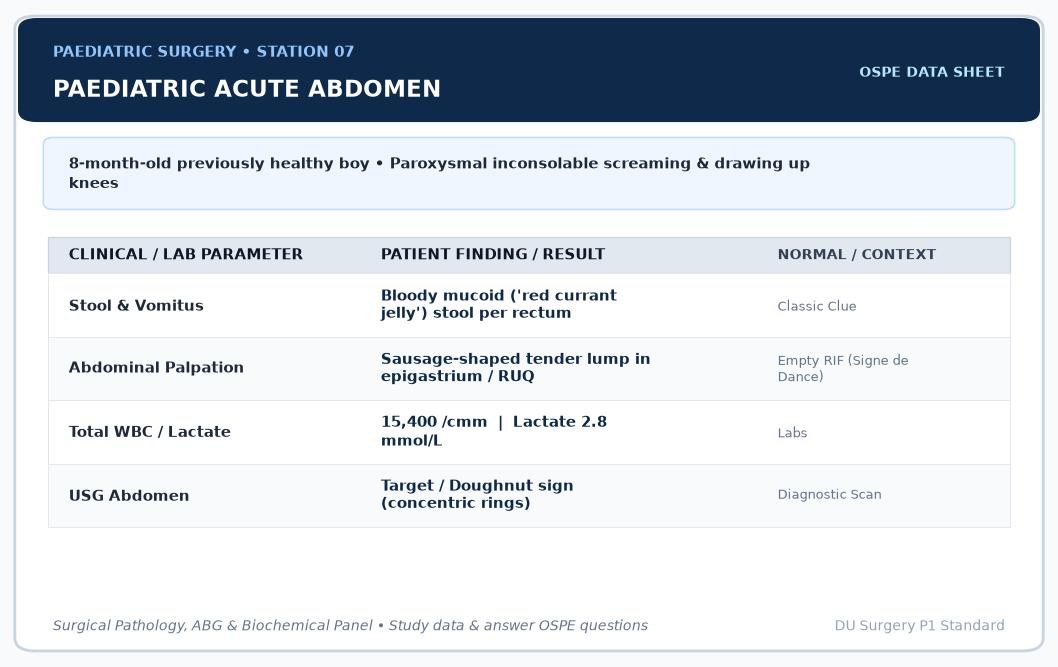 PAEDIATRIC SURGERY • STATION 07
PAEDIATRIC ACUTE ABDOMEN
OSPE DATA SHEET
8-month-old previously healthy boy • Paroxysmal inconsolable screaming & drawing up
knees
CLINICAL / LAB PARAMETER
PATIENT FINDING / RESULT
NORMAL / CONTEXT
Stool & Vomitus
Bloody mucoid ('red currant
jelly') stool per rectum
Classic Clue
Abdominal Palpation
Sausage-shaped tender lump in
epigastrium / RUQ
Empty RIF (Signe de
Dance)
Total WBC / Lactate
15,400 /cmm | Lactate 2.8
mmol/L
Labs
USG Abdomen
Target / Doughnut sign
(concentric rings)
Diagnostic Scan
Surgical Pathology, ABG & Biochemical Panel • Study data & answer OSPE questions
DU Surgery P1 Standard